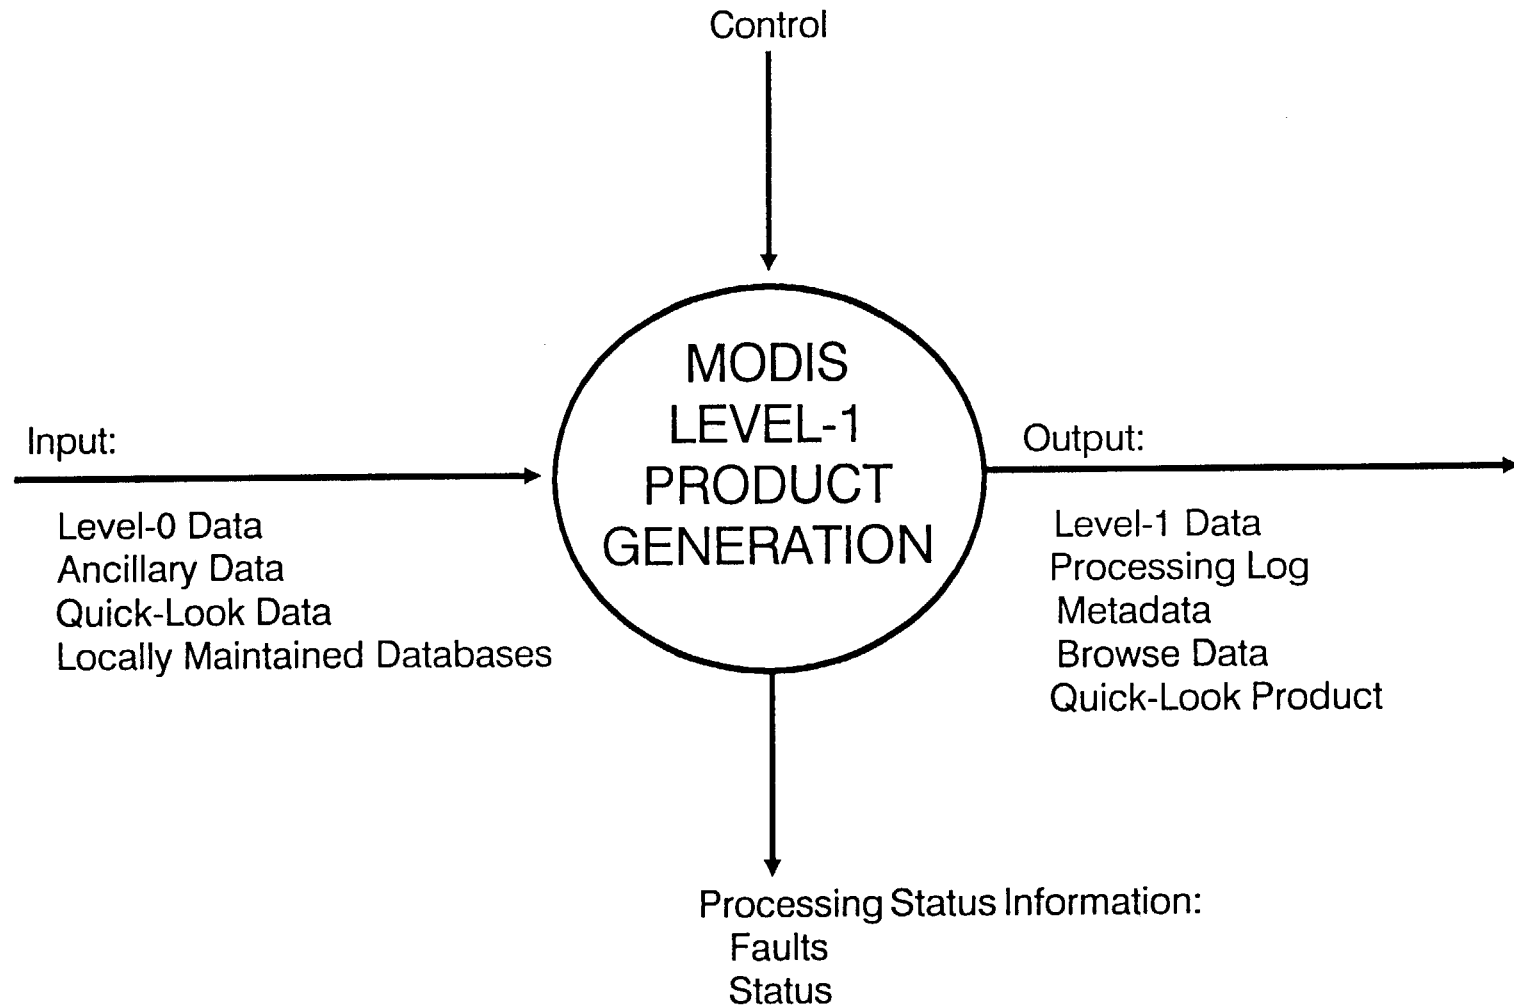 Control
MODIS
LEVEL-1
PRODUCT
GENERATION
Input:
Level-0 Data
Ancillary Data
Quick-Look Data
Locally Maintained Databases
Output:
Level-1 Data
Processing Log
Metadata
Browse Data
Quick-Look Product
Processing Status Information:
Faults
Status